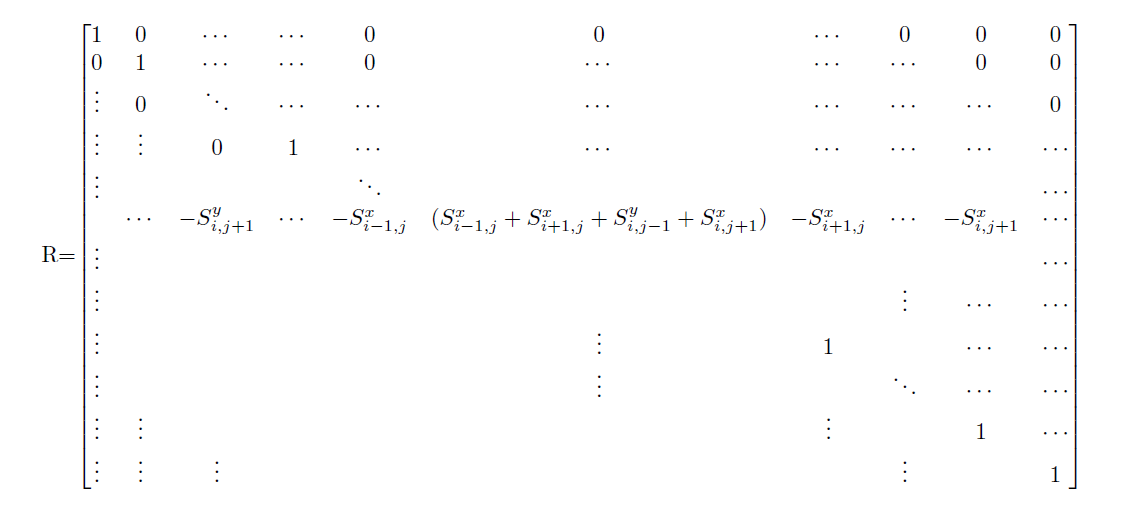 1 0 ⋯ ⋯ 0 0 ⋯ 0 0 0
0 1 ⋯ ⋯ 0 ⋯ ⋯ ⋯ 0 0
⋮ 0 ⋱ ⋯ ⋯ ⋯ ⋯ ⋯ ⋯ 0
⋮ ⋮ 0 1 ⋯ ⋯ ⋯ ⋯ ⋯ ⋯
⋮ ⋱ ⋯
⋯ −S^y_{i,j+1} ⋯ −S^x_{i−1,j} (S^x_{i−1,j} + S^x_{i+1,j} + S^y_{i,j−1} + S^x_{i,j+1}) −S^x_{i+1,j} ⋯ −S^x_{i,j+1} ⋯
R= ⋮ ⋯
⋮ ⋮ ⋯ ⋯
⋮ ⋮ 1 ⋯ ⋯
⋮ ⋮ ⋱ ⋯ ⋯
⋮ ⋮ ⋮ 1 ⋯
⋮ ⋮ ⋮ ⋮ 1